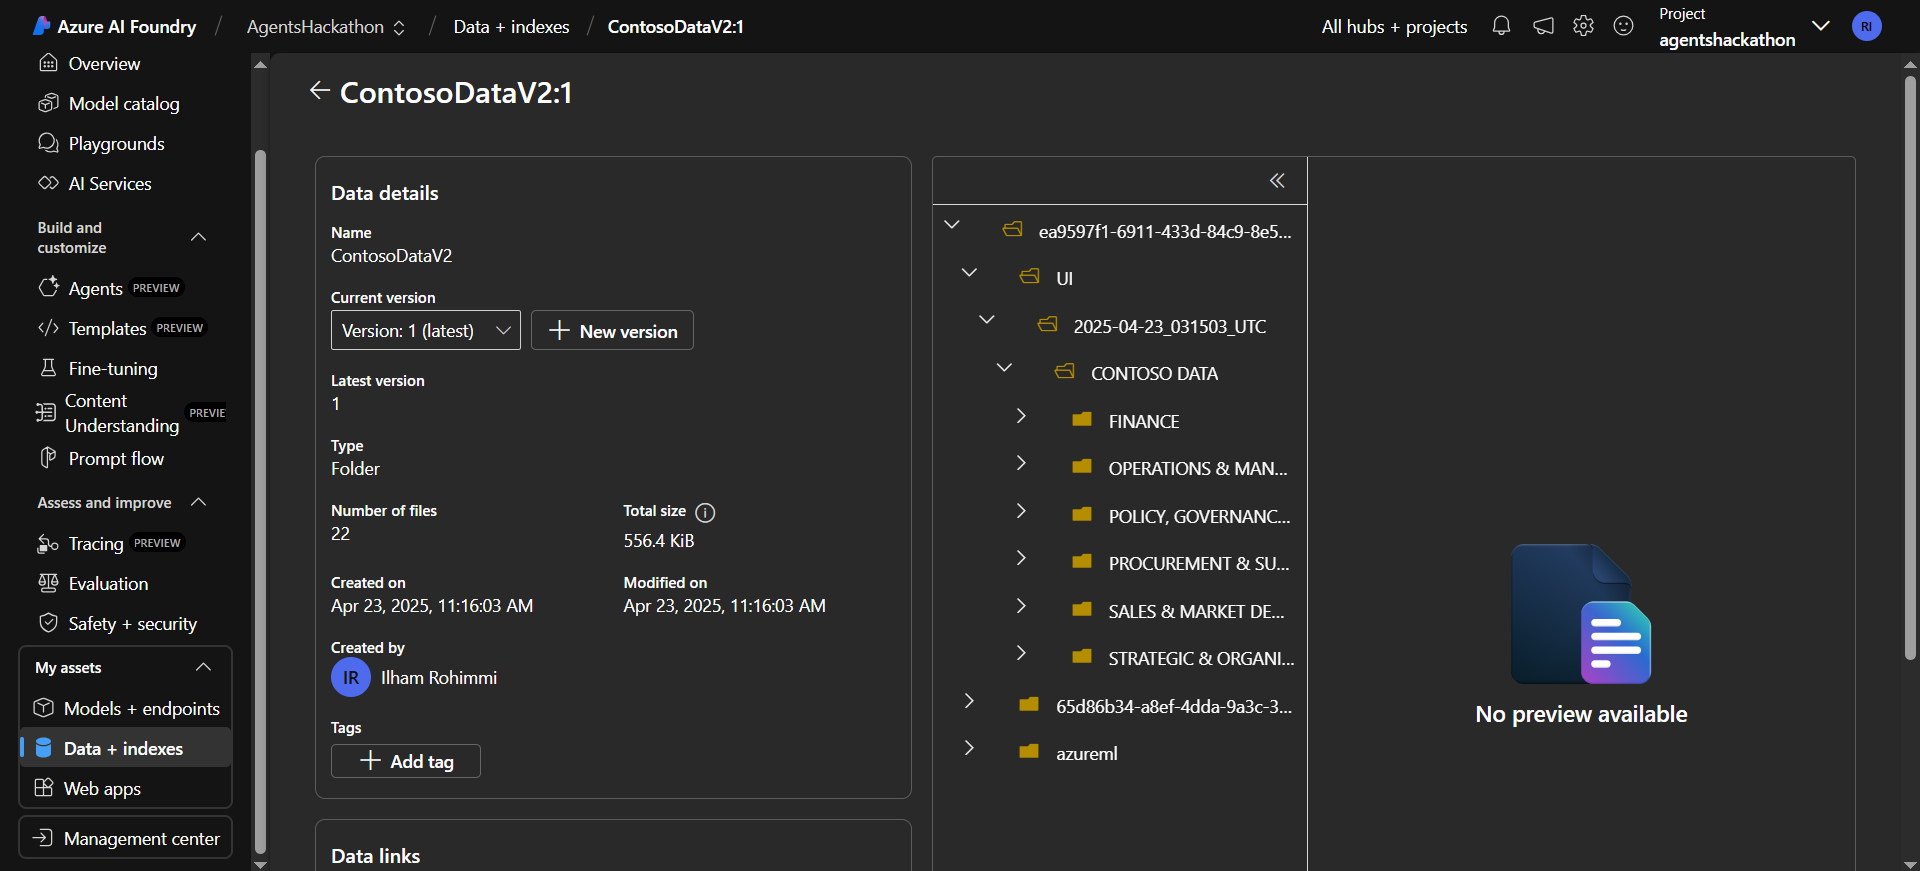 Azure AI Foundry / AgentsHackathon / Data + indexes / ContosoDataV2:1
All hubs + projects
Project
agentshackathon
RI
Overview
Model catalog
Playgrounds
AI Services
Build and
customize
Agents PREVIEW
Templates PREVIEW
Fine-tuning
Content
Understanding PREVIE
Prompt flow
Assess and improve
Tracing PREVIEW
Evaluation
Safety + security
My assets
Models + endpoints
Data + indexes
Web apps
Management center
ContosoDataV2:1
Data details
Name
ContosoDataV2
Current version
Version: 1 (latest)
New version
Latest version
1
Type
Folder
Number of files
22
Total size
556.4 KiB
Created on
Apr 23, 2025, 11:16:03 AM
Modified on
Apr 23, 2025, 11:16:03 AM
Created by
IR Ilham Rohimmi
Tags
Add tag
Data links
ea9597f1-6911-433d-84c9-8e5...
UI
2025-04-23_031503_UTC
CONTOSO DATA
FINANCE
OPERATIONS & MAN...
POLICY, GOVERNANC...
PROCUREMENT & SU...
SALES & MARKET DE...
STRATEGIC & ORGANI...
65d86b34-a8ef-4dda-9a3c-3...
azureml
No preview available